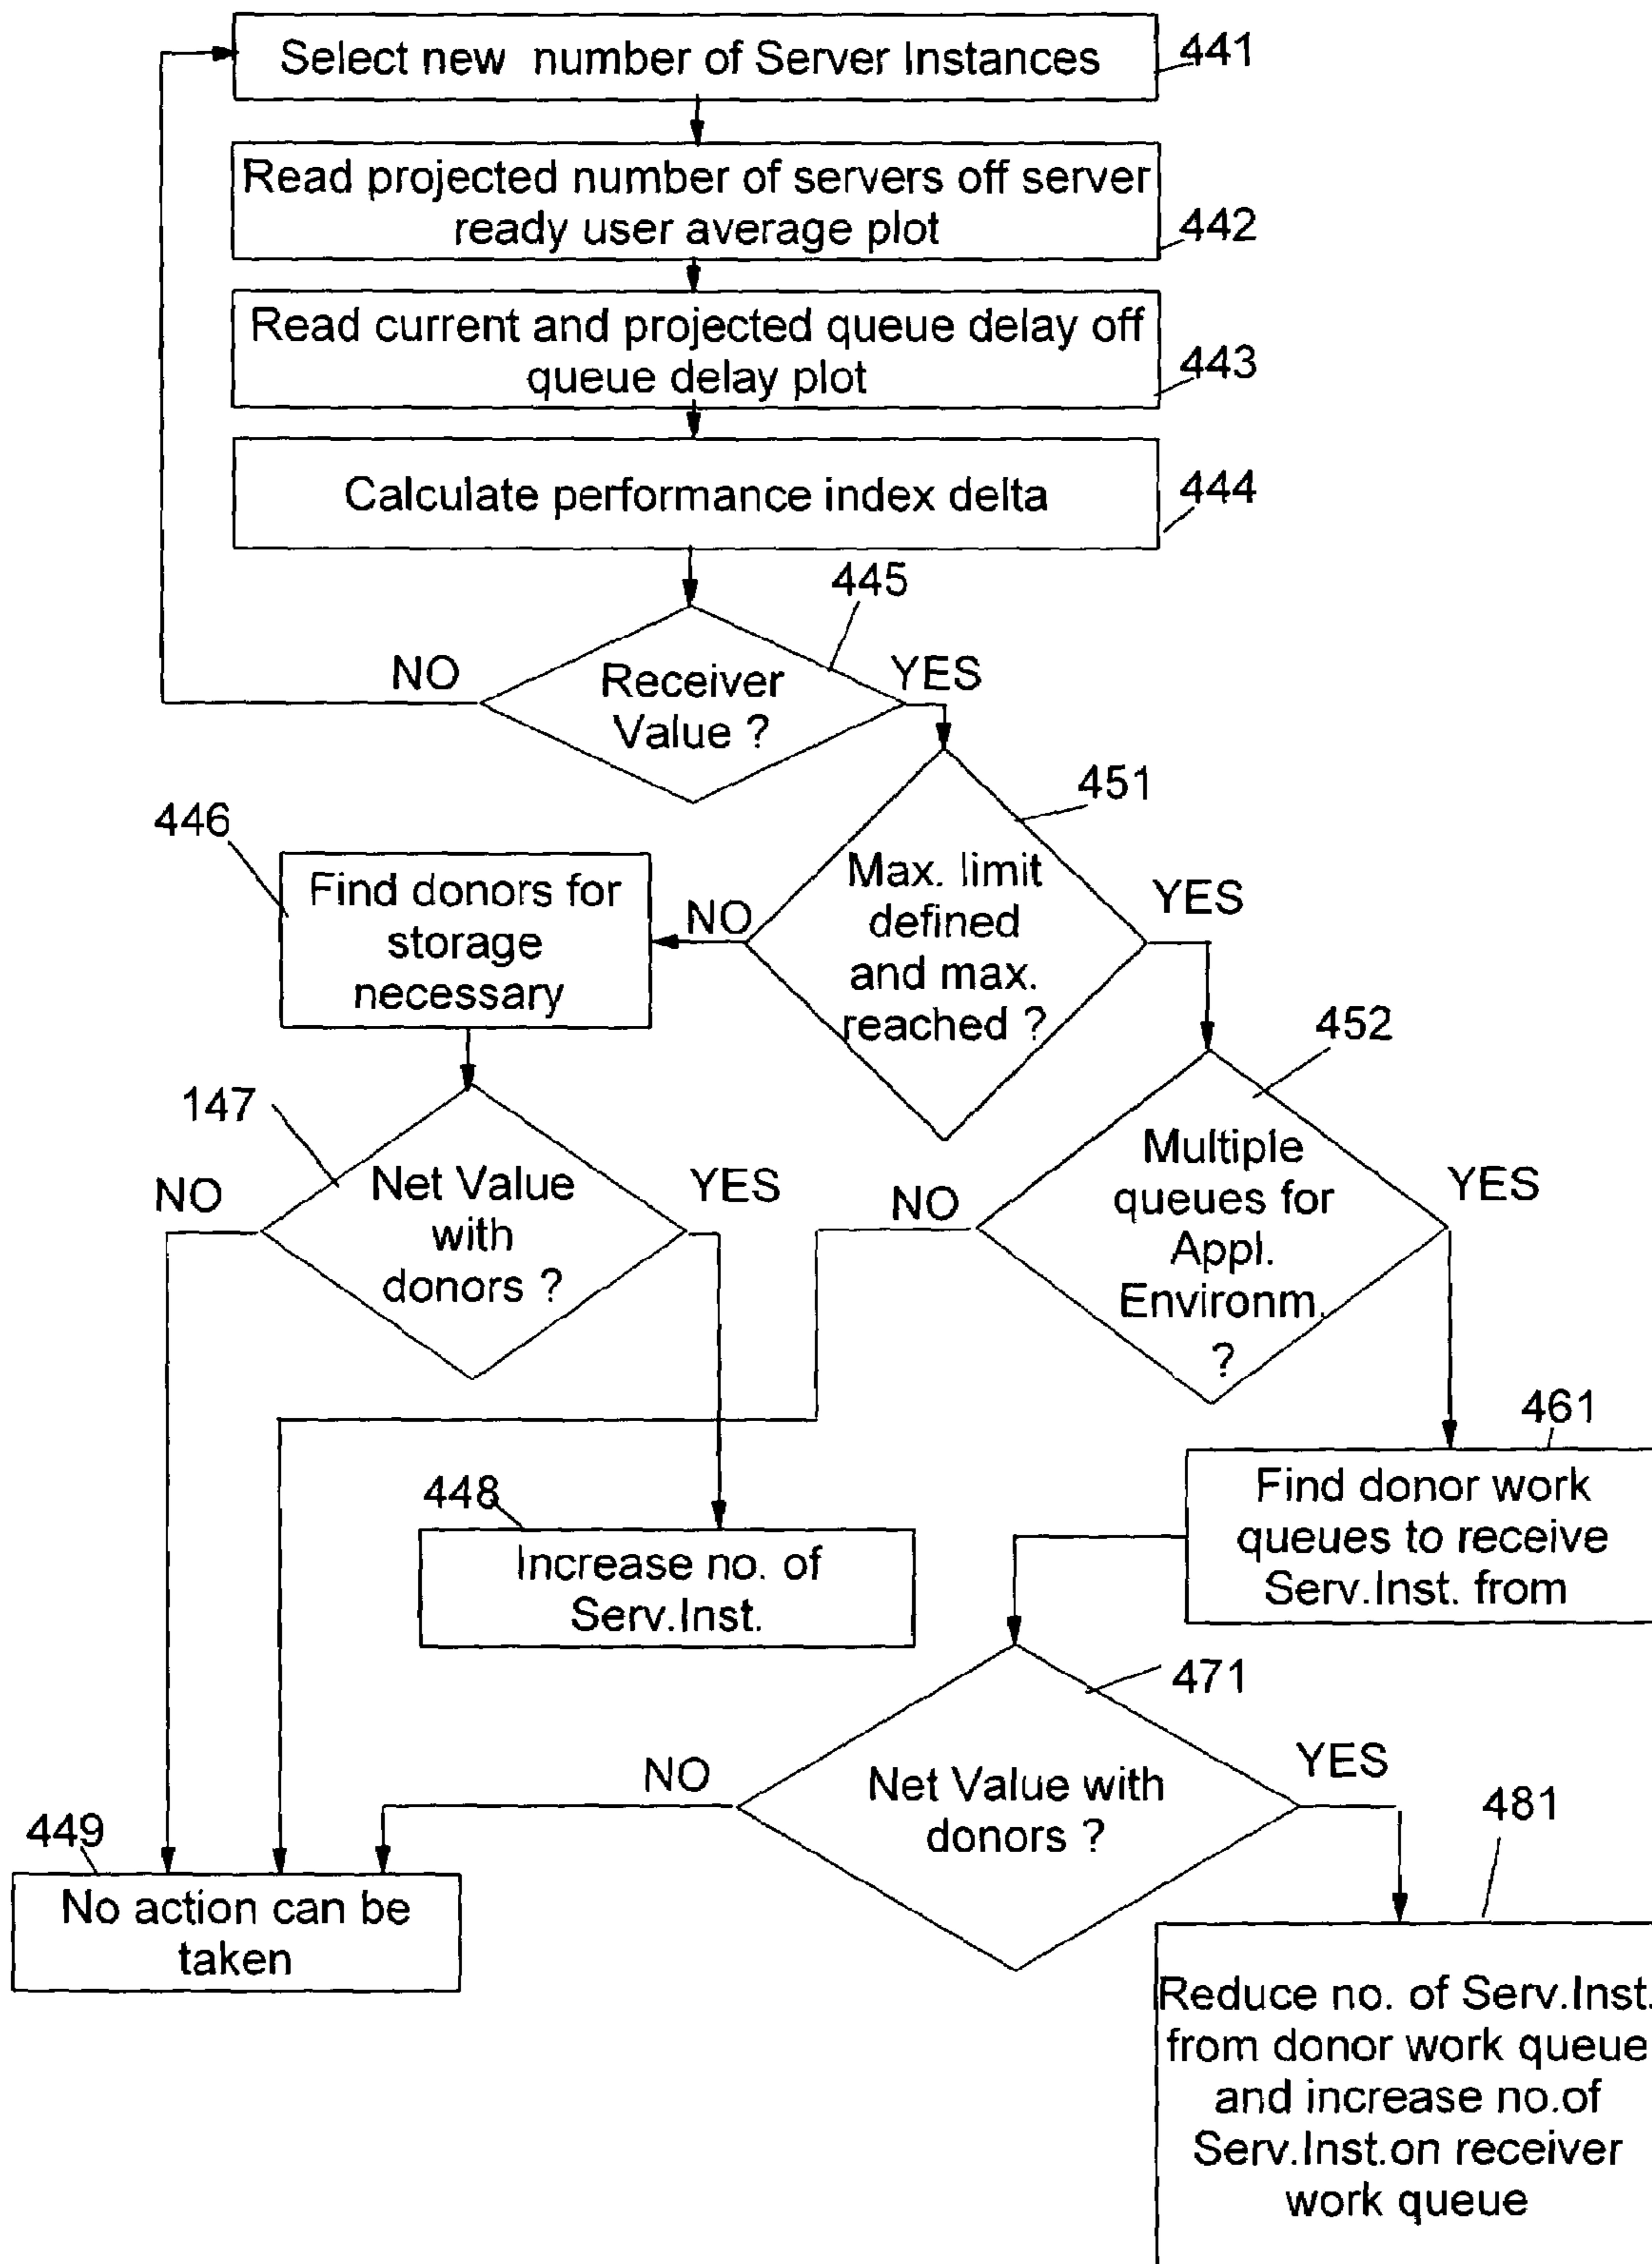 Select new number of Server Instances
441
Read projected number of servers off server
ready user average plot
442
Read current and projected queue delay off
queue delay plot
443
Calculate performance index delta
444
445
NO
YES
Receiver
Value ?
451
446
Find donors for
storage
necessary
NO
Max. limit
defined
and max.
reached ?
YES
452
147
NO
Net Value
with
donors ?
YES
NO
Multiple
queues for
Appl.
Environm.
?
YES
461
448
Increase no. of
Serv.Inst.
Find donor work
queues to receive
Serv.Inst. from
471
NO
Net Value with
donors ?
YES
481
449
No action can be
taken
Reduce no. of Serv.Inst.
from donor work queue
and increase no.of
Serv.Inst.on receiver
work queue